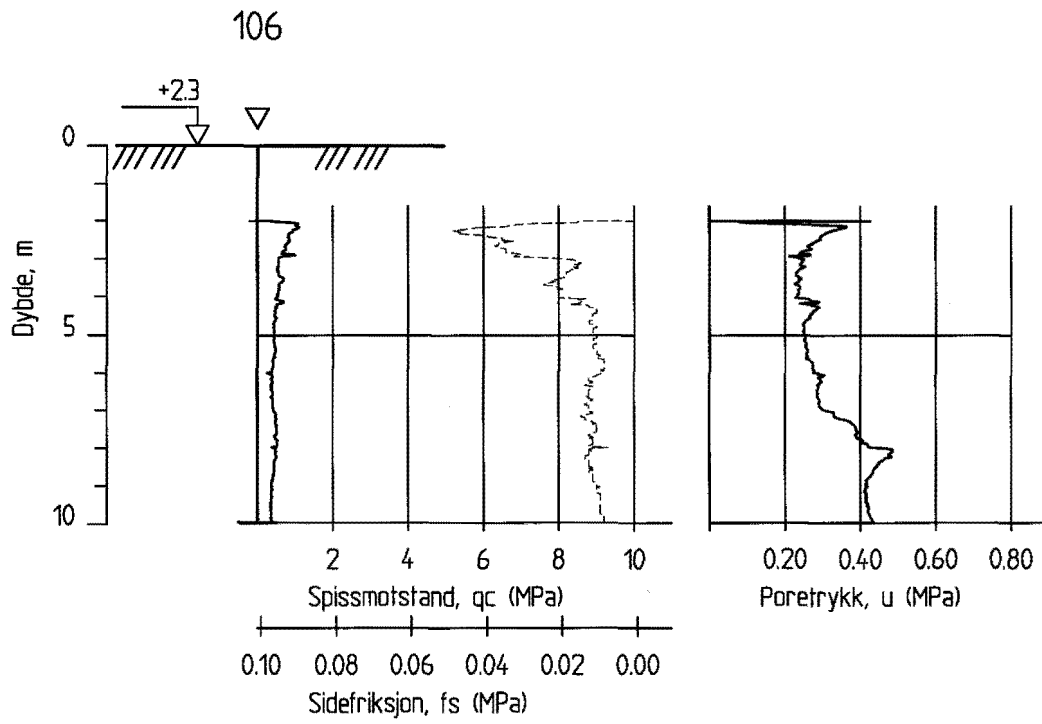 106
+2.3
0
Dybde, m
5
10
2 4 6 8 10
Spissmotstand, qc (MPa)
0.10 0.08 0.06 0.04 0.02 0.00
Sidefriksjon, fs (MPa)
0.20 0.40 0.60 0.80
Poretrykk, u (MPa)